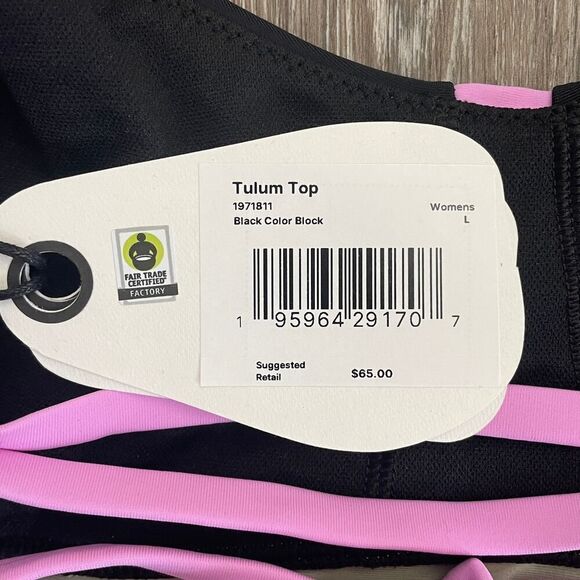 Tulum Top
1971811
Womens
Black Color Block
L
1 95964 29170 7
Suggested
Retail $65.00
FAIR TRADE
CERTIFIED
FACTORY